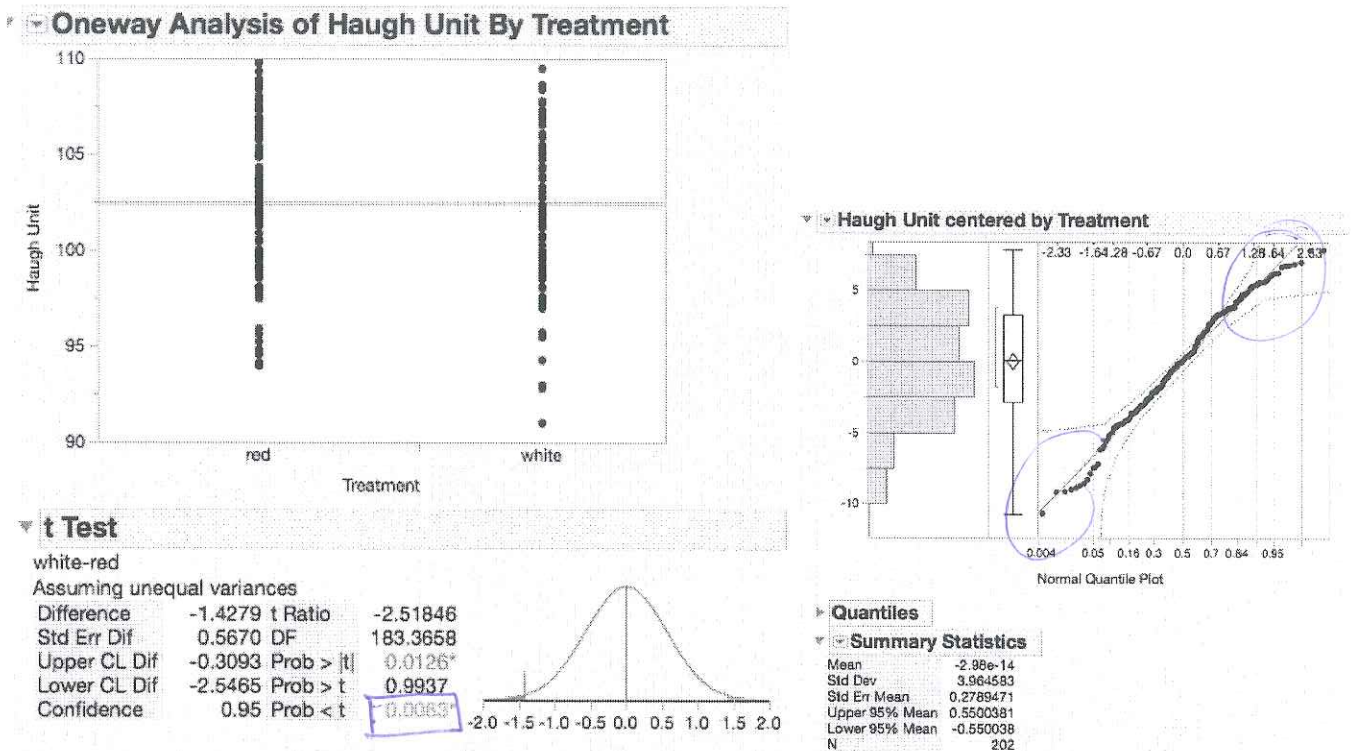 Oneway Analysis of Haugh Unit By Treatment
110
105
100
95
90
Haugh Unit
red white
Treatment
t Test
white-red
Assuming unequal variances
Difference -1.4279 t Ratio -2.51846
Std Err Dif 0.5670 DF 183.3658
Upper CL Dif -0.3093 Prob > |t| 0.0126*
Lower CL Dif -2.5465 Prob > t 0.9937
Confidence 0.95 Prob < t 0.0063*
-2.0 -1.5 -1.0 -0.5 0.0 0.5 1.0 1.5 2.0
Haugh Unit centered by Treatment
-2.33 -1.64 1.28 -0.67 0.0 0.67 1.28 1.64
5
0
-5
-10
0.004 0.05 0.16 0.3 0.5 0.7 0.84 0.95
Normal Quantile Plot
Quantiles
Summary Statistics
Mean -2.98e-14
Std Dev 3.964583
Std Err Mean 0.2789471
Upper 95% Mean 0.5500381
Lower 95% Mean -0.550038
N 202